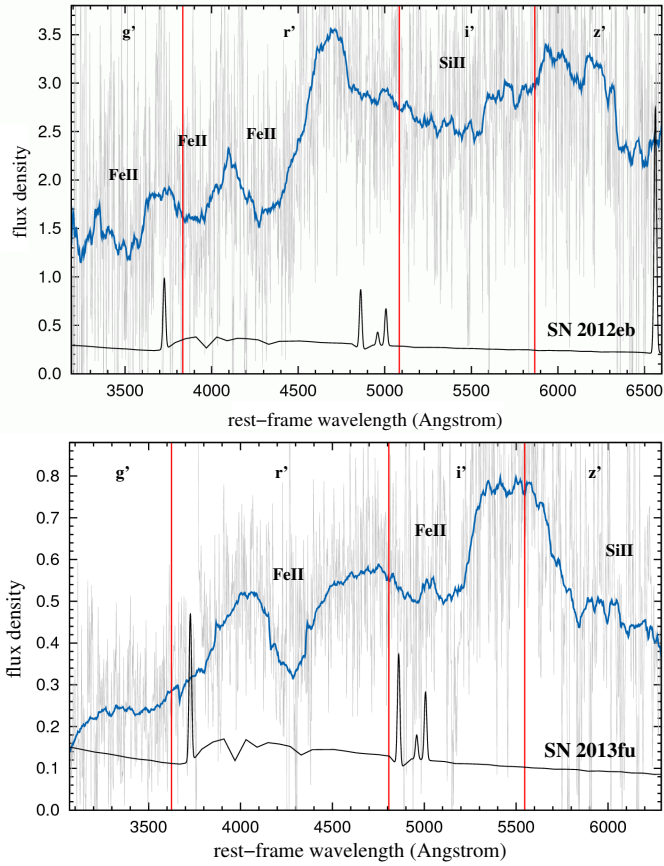 3.5
3.0
2.5
2.0
1.5
1.0
0.5
0.0
flux density
g’ r’ i’ z’
SiII
FeII FeII
FeII
SN 2012eb
3500 4000 4500 5000 5500 6000 6500
rest−frame wavelength (Angstrom)
0.8
0.7
0.6
0.5
0.4
0.3
0.2
0.1
0.0
flux density
g’ r’ i’ z’
FeII
SiII
FeII
SN 2013fu
3500 4000 4500 5000 5500 6000
rest−frame wavelength (Angstrom)